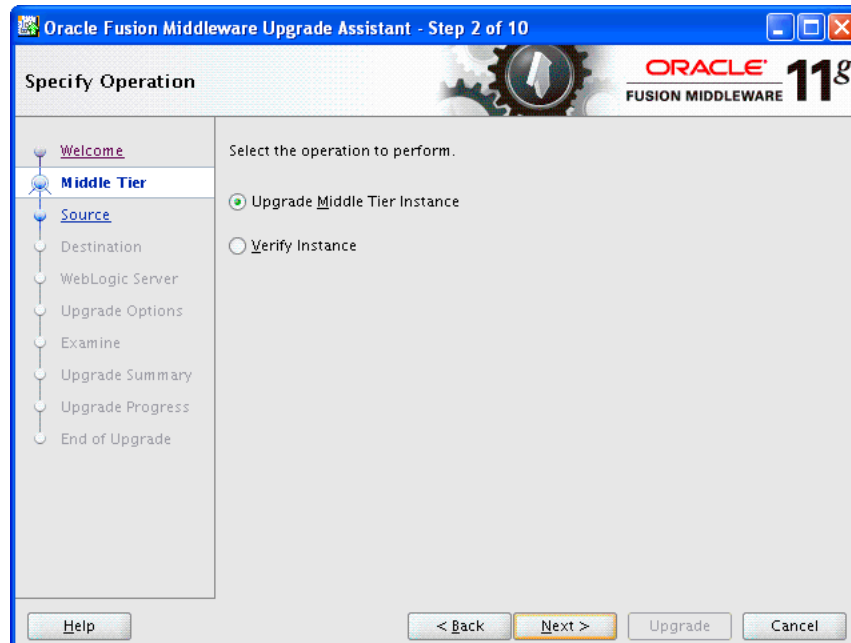 Oracle Fusion Middleware Upgrade Assistant - Step 2 of 10
Specify Operation
ORACLE
FUSION MIDDLEWARE
11g
Welcome
Middle Tier
Source
Destination
WebLogic Server
Upgrade Options
Examine
Upgrade Summary
Upgrade Progress
End of Upgrade
Select the operation to perform.
Upgrade Middle Tier Instance
Verify Instance
Help
< Back
Next >
Upgrade
Cancel